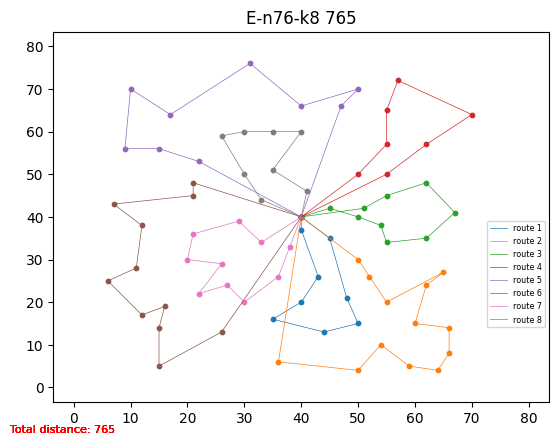 E-n76-k8 765
80
70
60
50
40
30
20
10
0
route 1
route 2
route 3
route 4
route 5
route 6
route 7
route 8
0 10 20 30 40 50 60 70 80
Total distance: 765